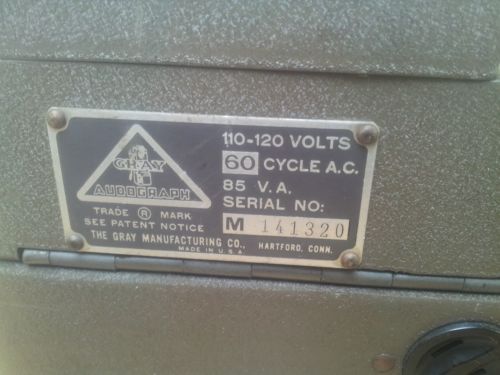 GRAY
AUDOGRAPH
TRADE ® MARK
SEE PATENT NOTICE
THE GRAY MANUFACTURING CO., HARTFORD, CONN.
MADE IN U.S.A.
110-120 VOLTS
60 CYCLE A.C.
85 V.A.
SERIAL NO:
M 141320